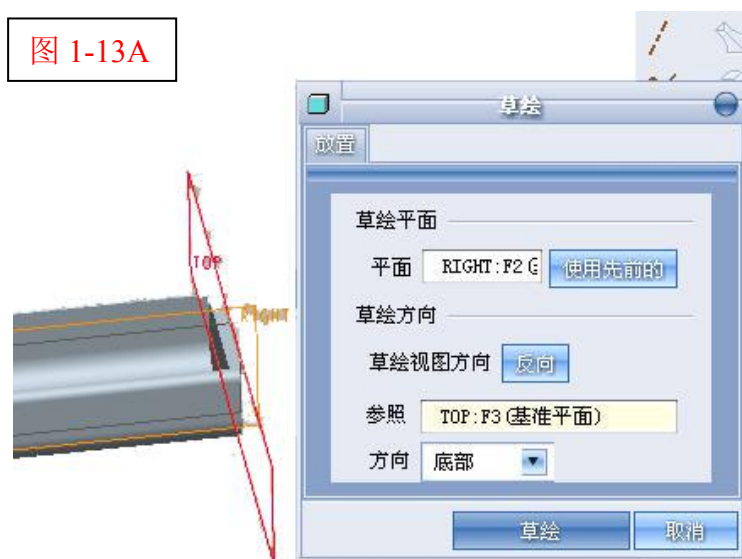 图 1-13A
草绘
放置
草绘平面
平面 RIGHT:F2 使用先前的
草绘方向
草绘视图方向 反向
参照 TOP:F3(基准平面)
方向 底部
草绘 取消
TOP
RIGHT